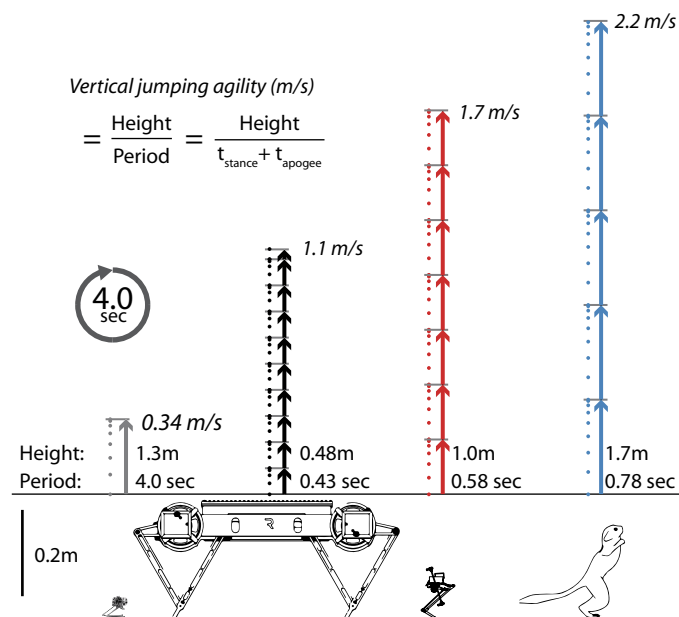 2.2 m/s
Vertical jumping agility (m/s)
= Height / Period = Height / t_stance + t_apogee
1.7 m/s
1.1 m/s
4.0
sec
0.34 m/s
Height: 1.3m 0.48m 1.0m 1.7m
Period: 4.0 sec 0.43 sec 0.58 sec 0.78 sec
0.2m
R